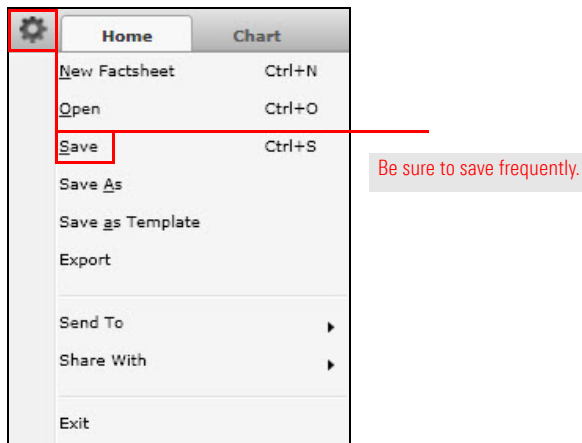 Home Chart
New Factsheet Ctrl+N
Open Ctrl+O
Save Ctrl+S
Be sure to save frequently.
Save As
Save as Template
Export
Send To
Share With
Exit